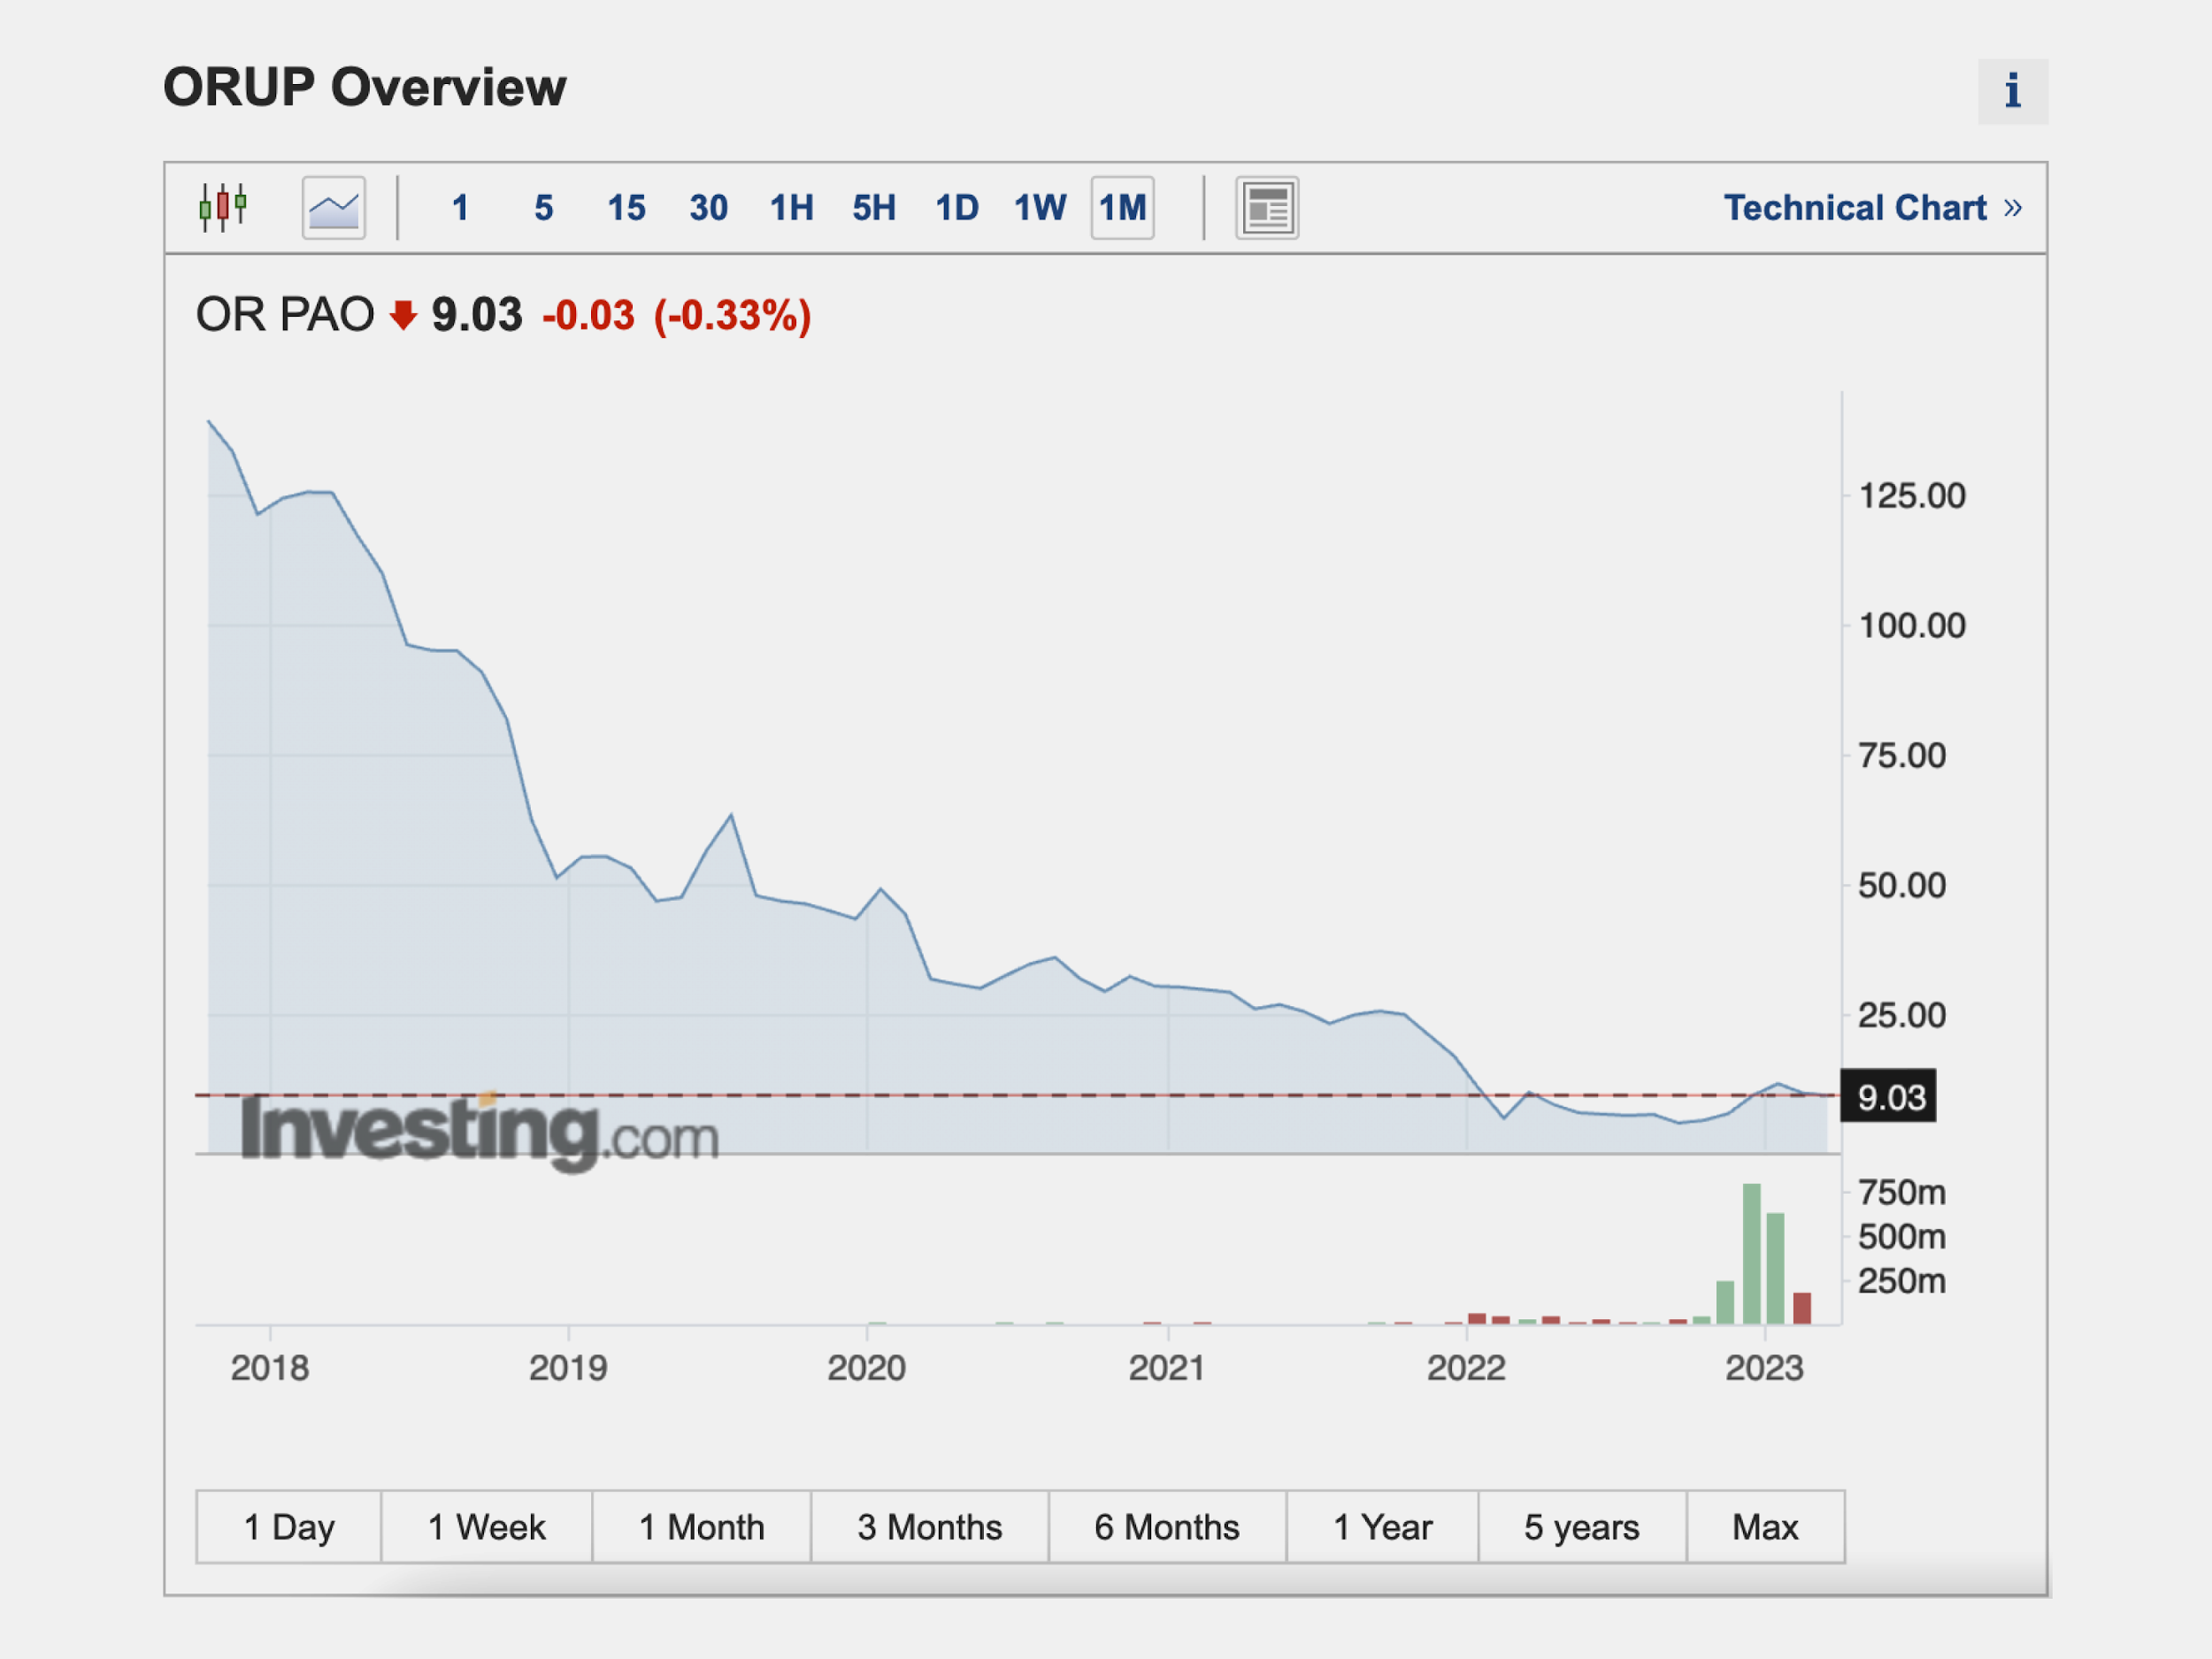 ORUP Overview
i
1 5 15 30 1H 5H 1D 1W 1M
Technical Chart »
OR PAO 9.03 -0.03 (-0.33%)
125.00
100.00
75.00
50.00
25.00
9.03
Investing.com
750m
500m
250m
2018 2019 2020 2021 2022 2023
1 Day 1 Week 1 Month 3 Months 6 Months 1 Year 5 years Max